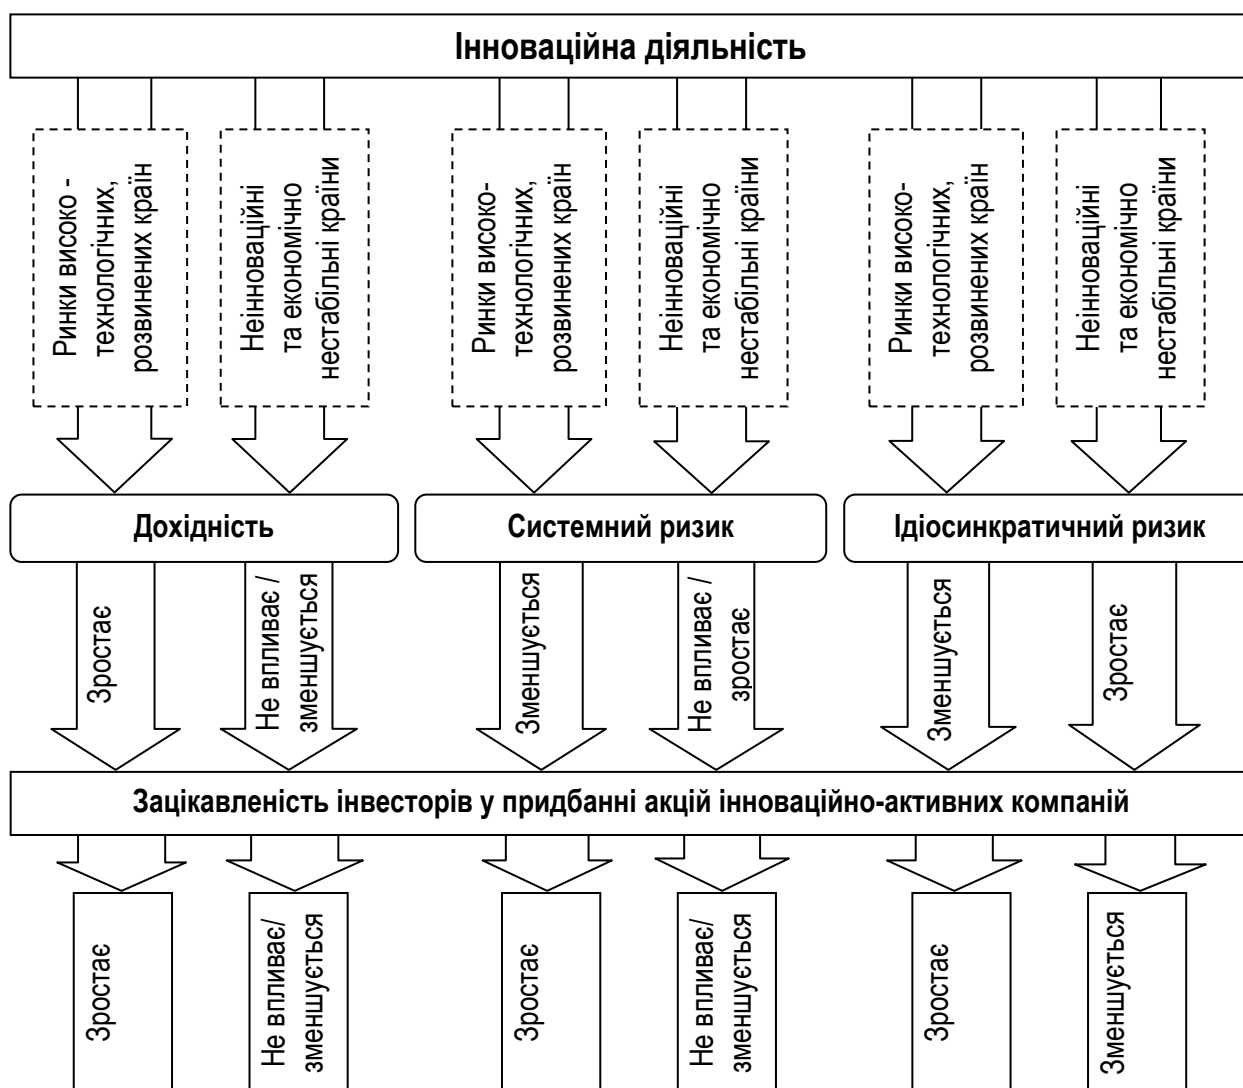 Інноваційна діяльність
Ринки високо -
технологічних,
розвинених країн
Неінноваційні
та економічно
нестабільні країни
Ринки високо-
технологічних,
розвинених країн
Неінноваційні
та економічно
нестабільні країни
Ринки високо-
технологічних,
розвинених країн
Неінноваційні
та економічно
нестабільні країни
Дохідність
Системний ризик
Ідіосинкратичний ризик
Зростає
Не впливає /
зменшується
Зменшується
Не впливає /
зростає
Зменшується
Зростає
Зацікавленість інвесторів у придбанні акцій інноваційно-активних компаній
Зростає
Не впливає/
зменшується
Зростає
Не впливає/
зменшується
Зростає
Зменшується